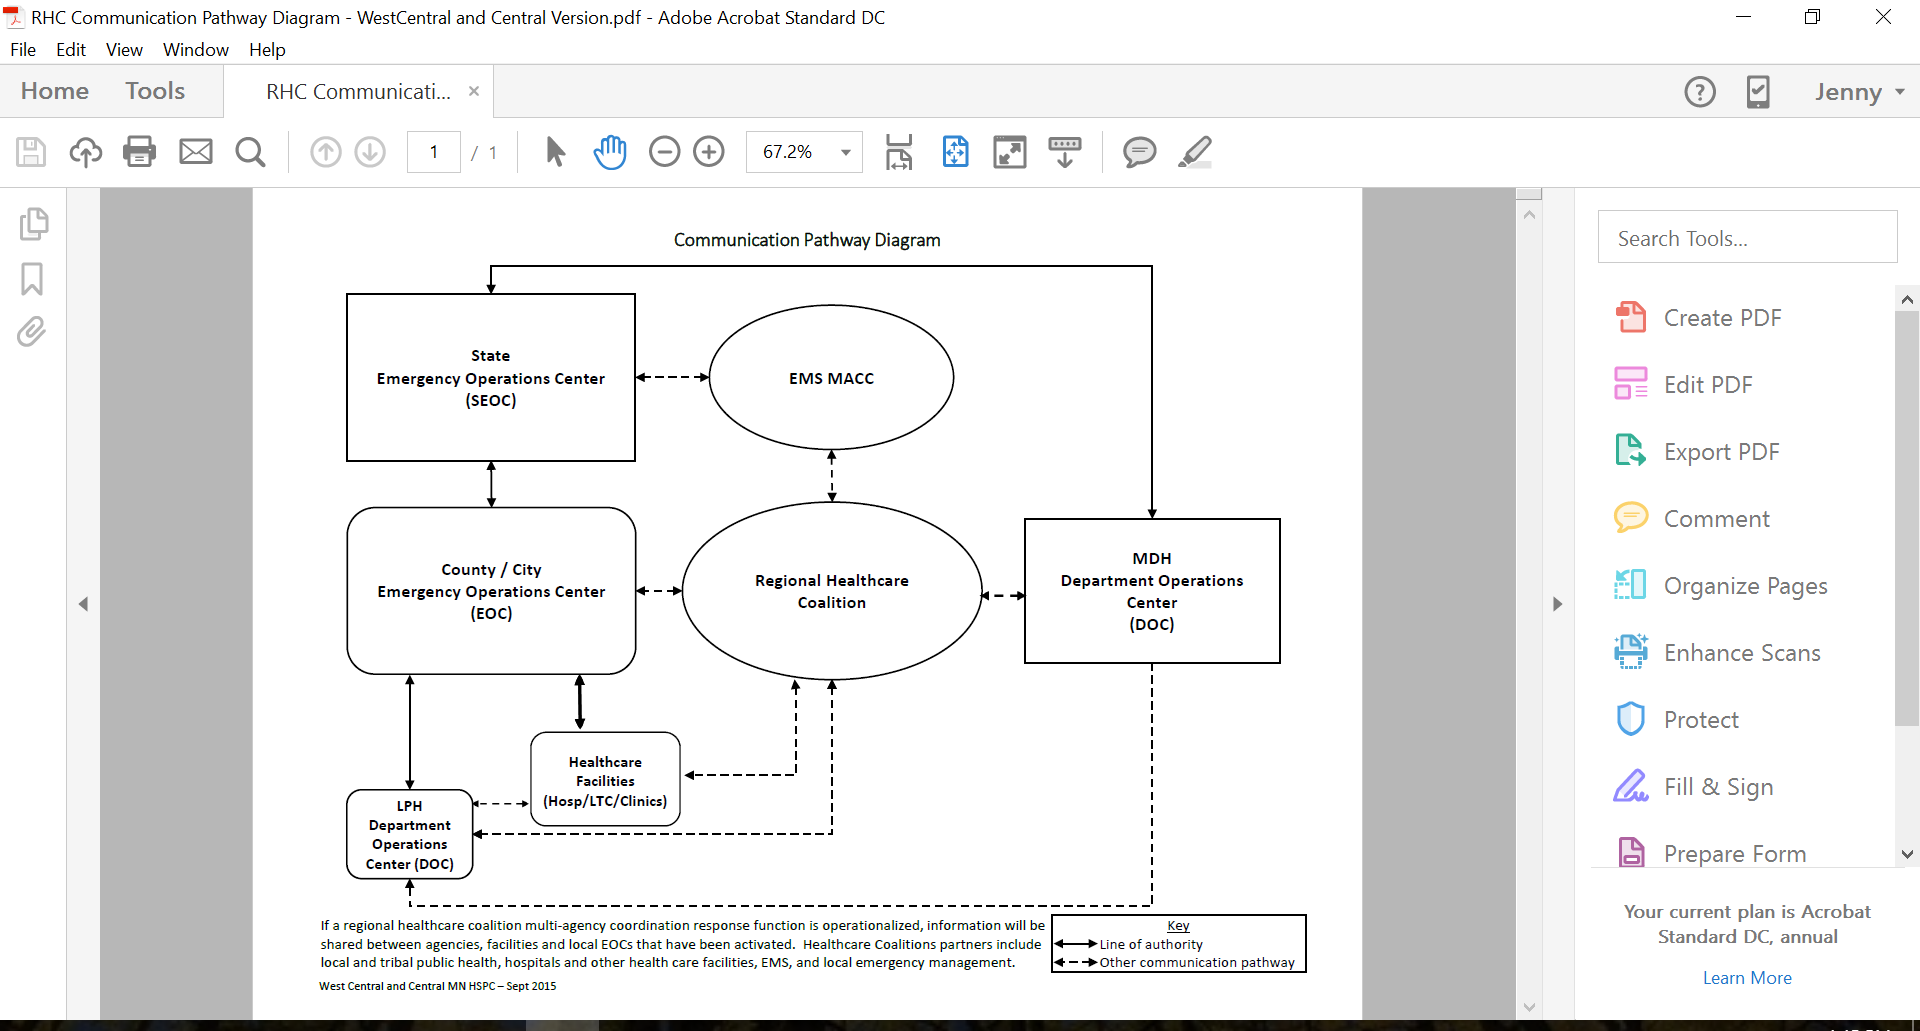 RHC Communication Pathway Diagram - WestCentral and Central Version.pdf - Adobe Acrobat Standard DC
File Edit View Window Help
Home Tools RHC Communicati... × Jenny
1 / 1 67.2%
Search Tools...
Create PDF
Edit PDF
Export PDF
Comment
Organize Pages
Enhance Scans
Protect
Fill & Sign
Prepare Form
Your current plan is Acrobat
Standard DC, annual
Learn More
Communication Pathway Diagram
State
Emergency Operations Center
(SEOC)
EMS MACC
County / City
Emergency Operations Center
(EOC)
Regional Healthcare
Coalition
MDH
Department Operations
Center
(DOC)
Healthcare
Facilities
(Hosp/LTC/Clinics)
LPH
Department
Operations
Center (DOC)
If a regional healthcare coalition multi-agency coordination response function is operationalized, information will be
shared between agencies, facilities and local EOCs that have been activated.  Healthcare Coalitions partners include
local and tribal public health, hospitals and other health care facilities, EMS, and local emergency management.
West Central and Central MN HSPC – Sept 2015
Key
Line of authority
Other communication pathway